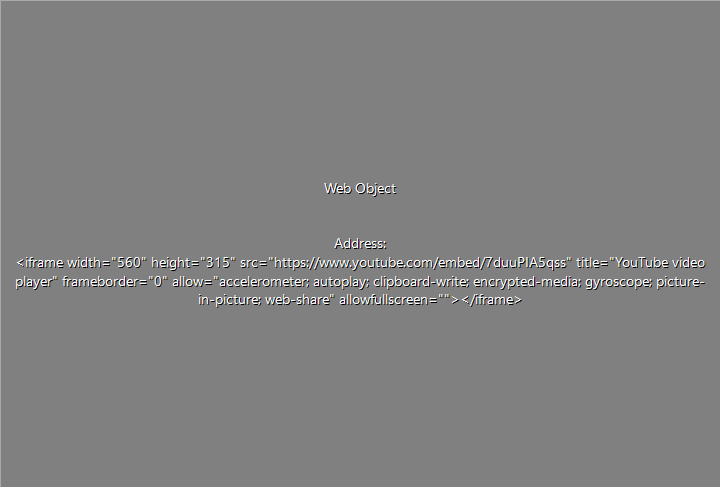 Web Object
Address:
<iframe width="560" height="315" src="https://www.youtube.com/embed/7duuPIA5qss" title="YouTube video
player" frameborder="0" allow="accelerometer; autoplay; clipboard-write; encrypted-media; gyroscope; picture-
in-picture; web-share" allowfullscreen=""></iframe>